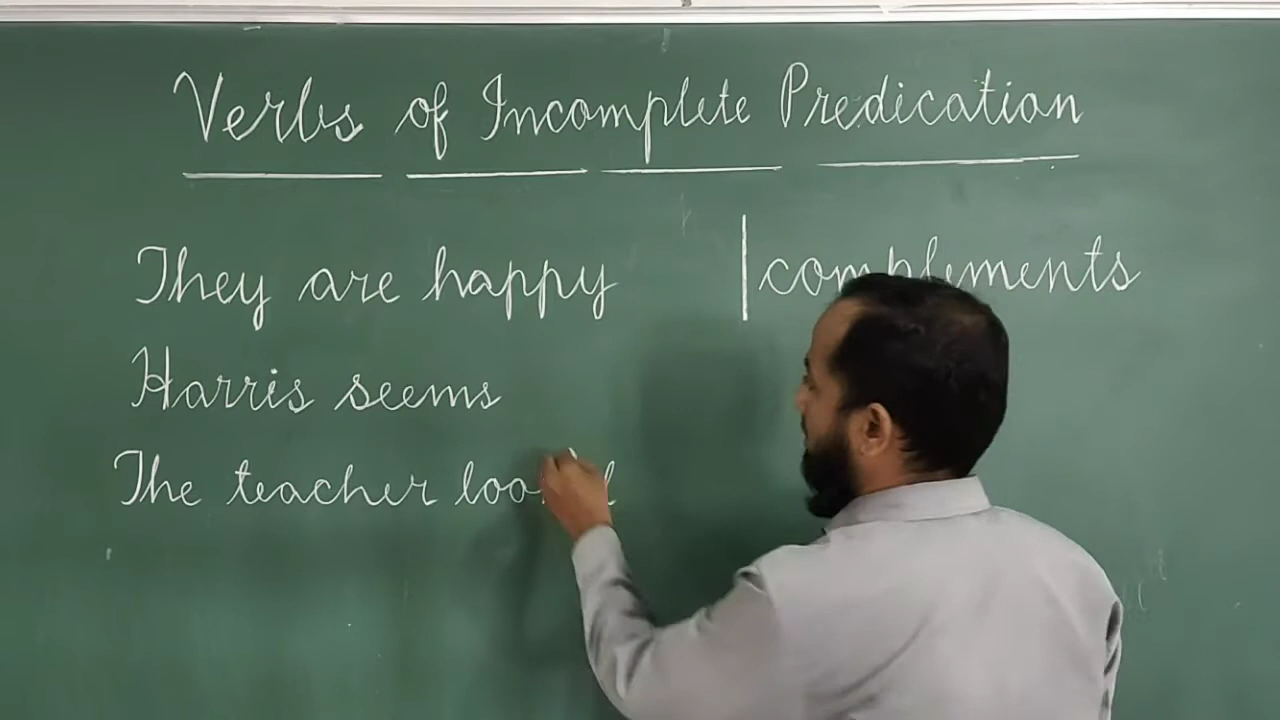 Verbs of Incomplete Predication
They are happy | complements
Harris seems
The teacher